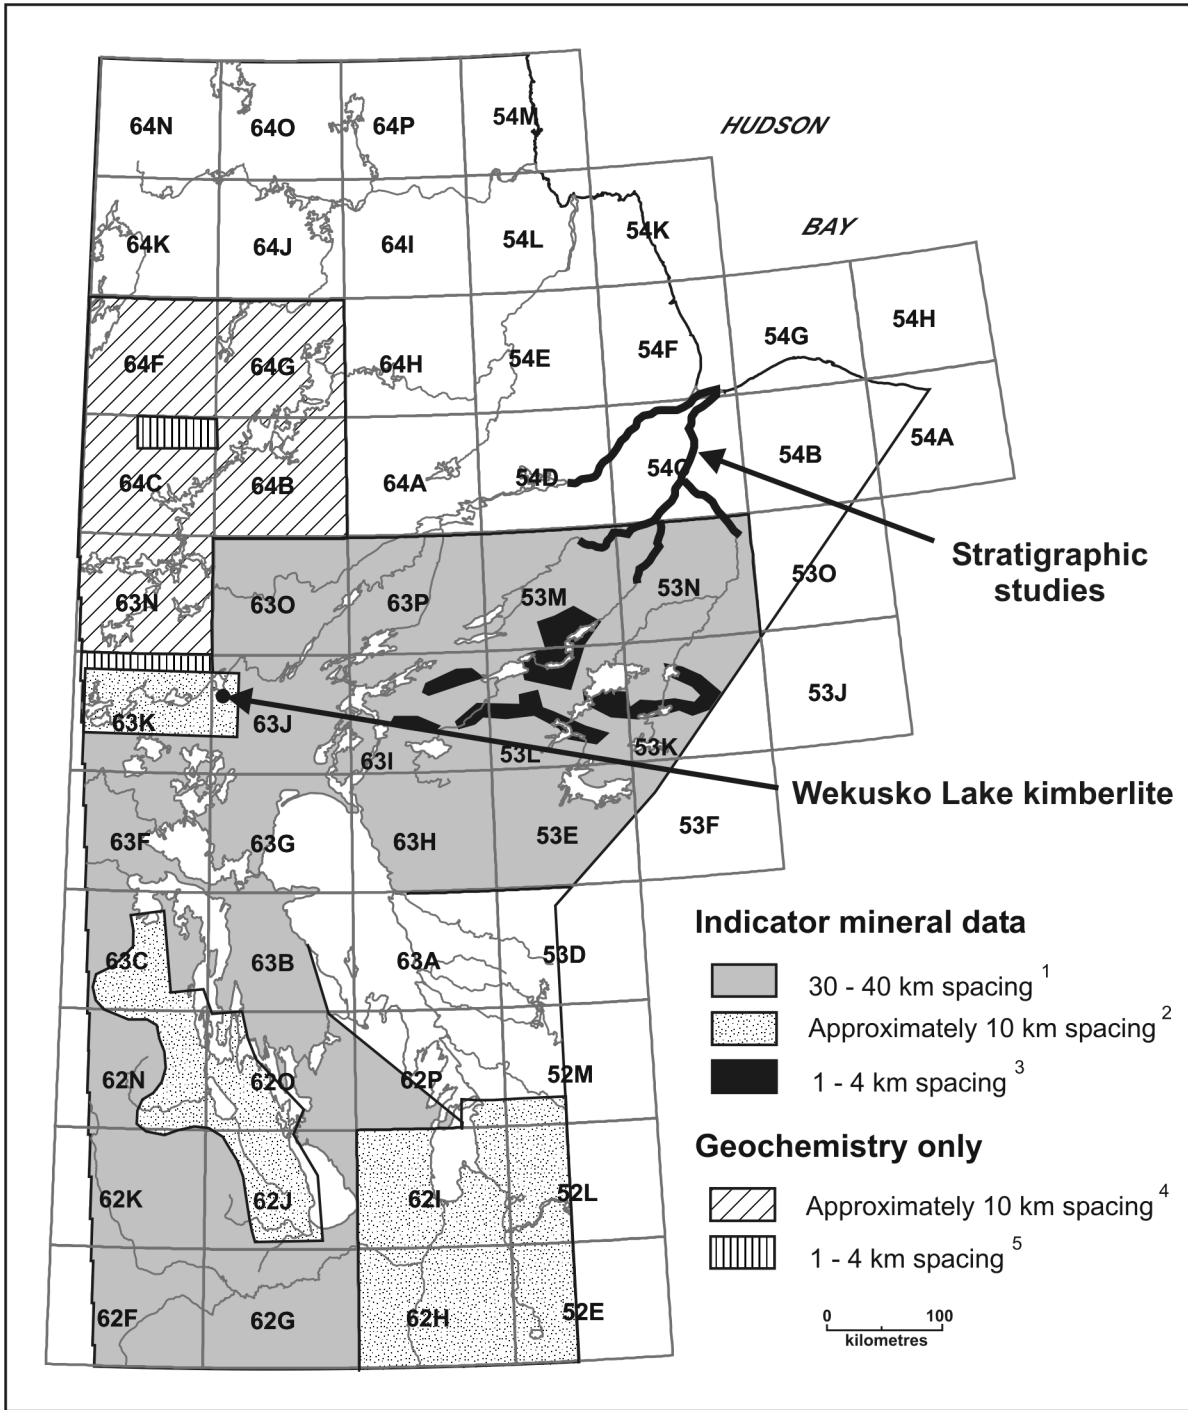 HUDSON
BAY
64N
64O
64P
54M
64K
64J
64I
54L
54K
64F
64G
64H
54E
54F
54G
54H
64C
64B
64A
54D
54C
54B
54A
Stratigraphic
studies
63N
63O
63P
53M
53N
53O
63K
63J
63I
53L
53K
53J
Wekusko Lake kimberlite
63F
63G
63H
53E
53F
63C
63B
63A
53D
62N
62O
62P
52M
62K
62J
62I
52L
62F
62G
62H
52E
Indicator mineral data
30 - 40 km spacing 1
Approximately 10 km spacing 2
1 - 4 km spacing 3
Geochemistry only
Approximately 10 km spacing 4
1 - 4 km spacing 5
0 100
kilometres